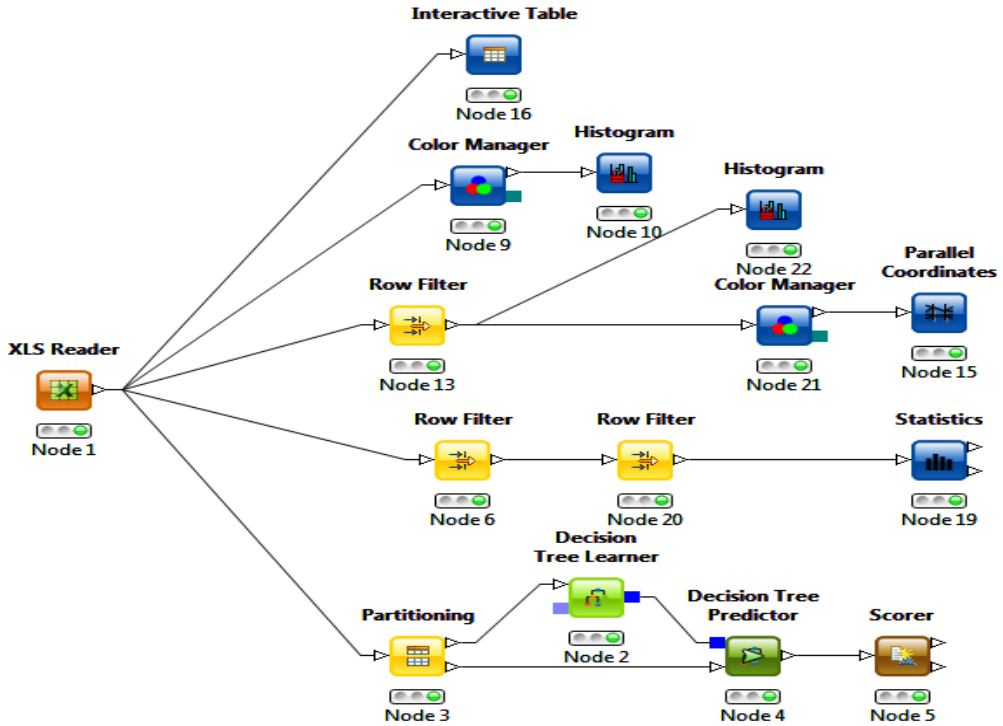 Interactive Table
Node 16
Color Manager
Node 9
Histogram
Node 10
Histogram
Node 22
Row Filter
Node 13
Color Manager
Node 21
Parallel
Coordinates
Node 15
XLS Reader
Node 1
Row Filter
Node 6
Row Filter
Node 20
Statistics
Node 19
Partitioning
Node 3
Decision
Tree Learner
Node 2
Decision Tree
Predictor
Node 4
Scorer
Node 5